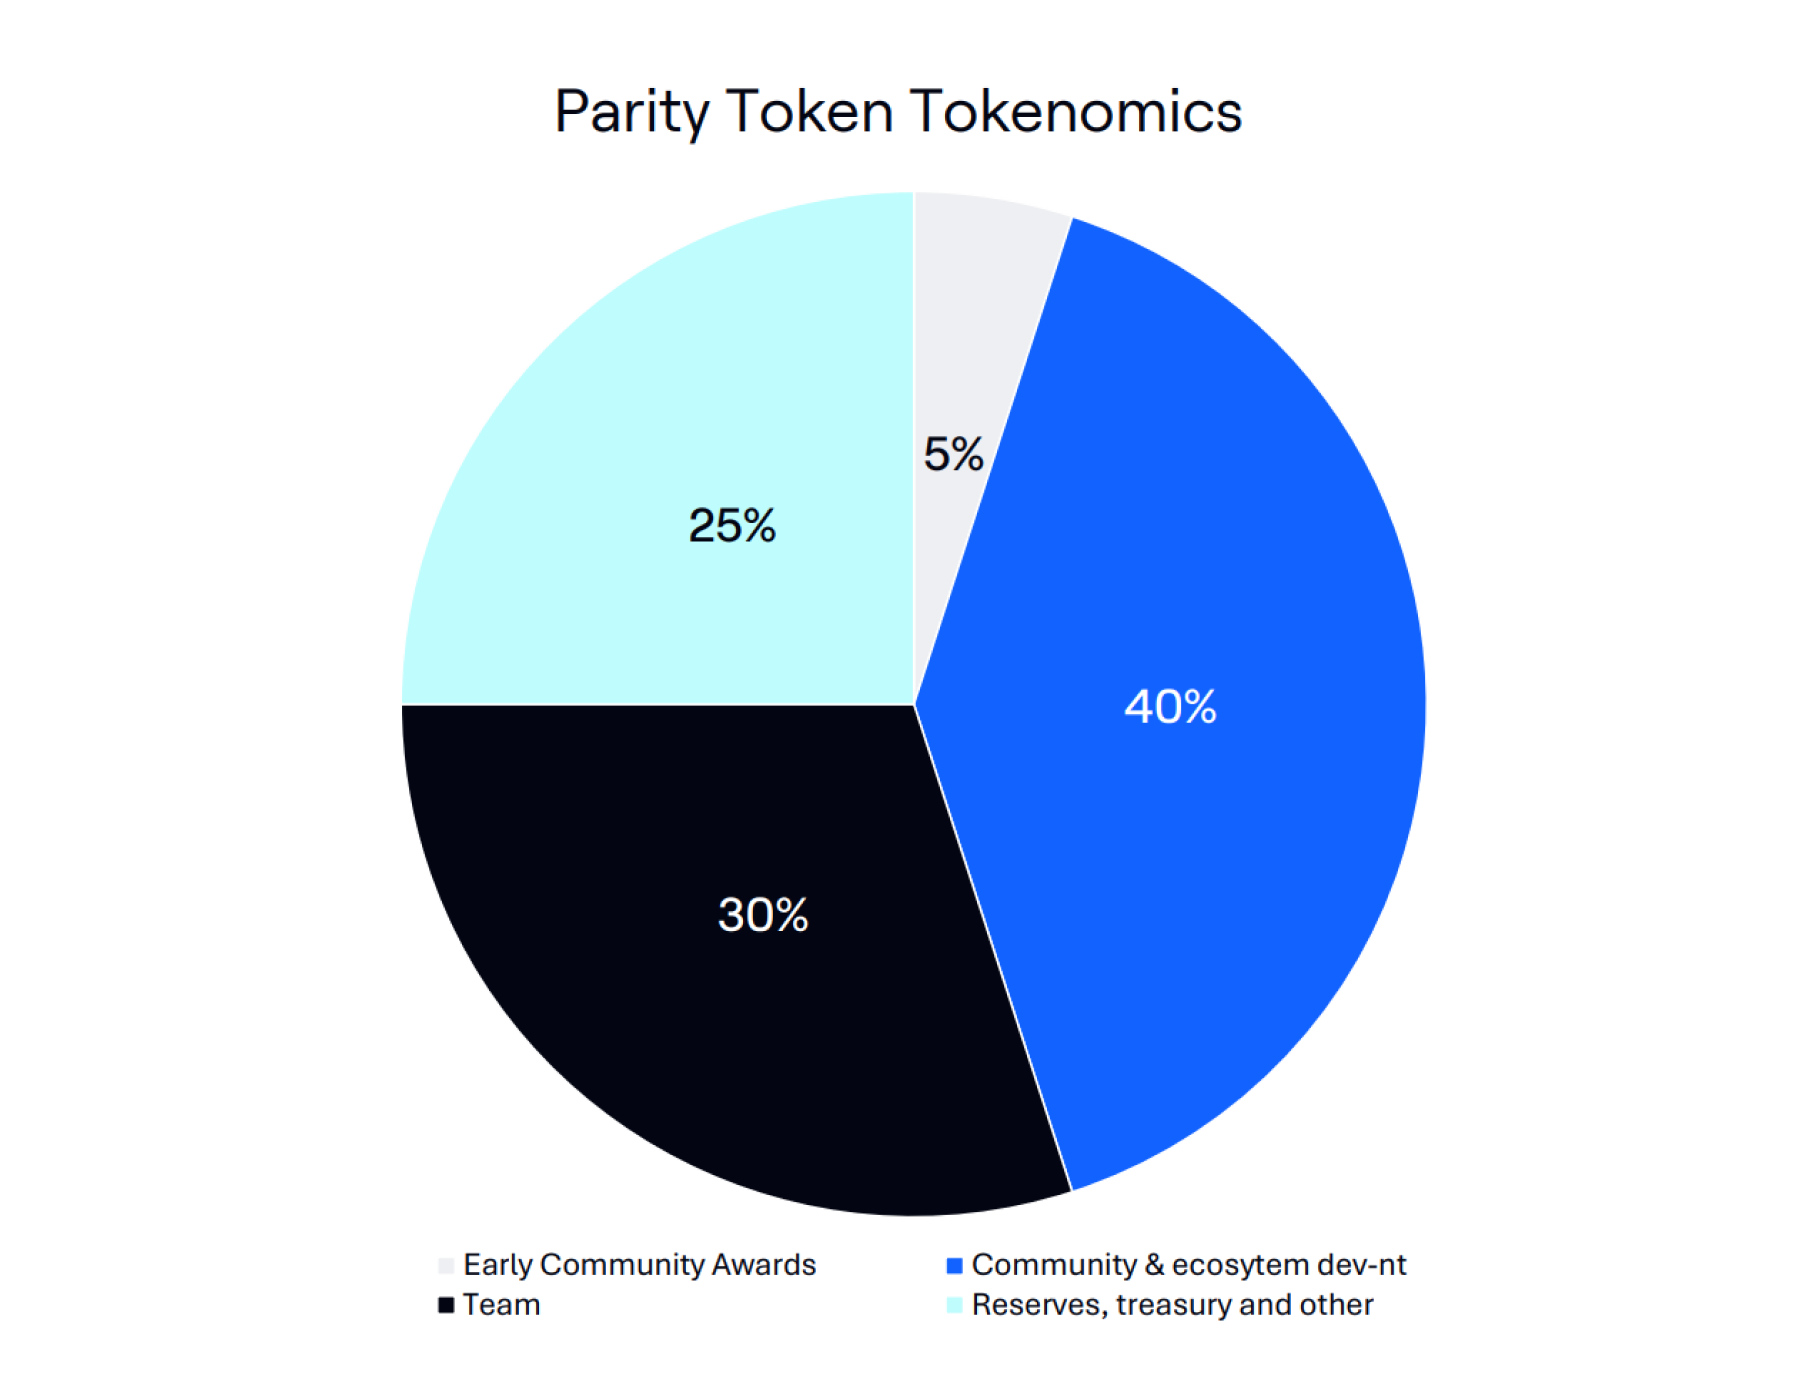 Parity Token Tokenomics
5%
25%
40%
30%
Early Community Awards
Community & ecosytem dev-nt
Team
Reserves, treasury and other